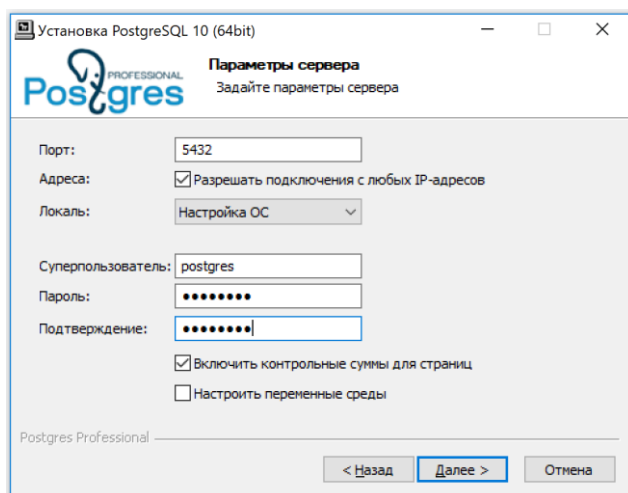 Установка PostgreSQL 10 (64bit)
PROFESSIONAL
Postgres
Параметры сервера
Задайте параметры сервера
Порт: 5432
Адреса: Разрешать подключения с любых IP-адресов
Локаль: Настройка ОС
Суперпользователь: postgres
Пароль: ••••••••
Подтверждение: ••••••••
Включить контрольные суммы для страниц
Настроить переменные среды
Postgres Professional
< Назад Далее > Отмена